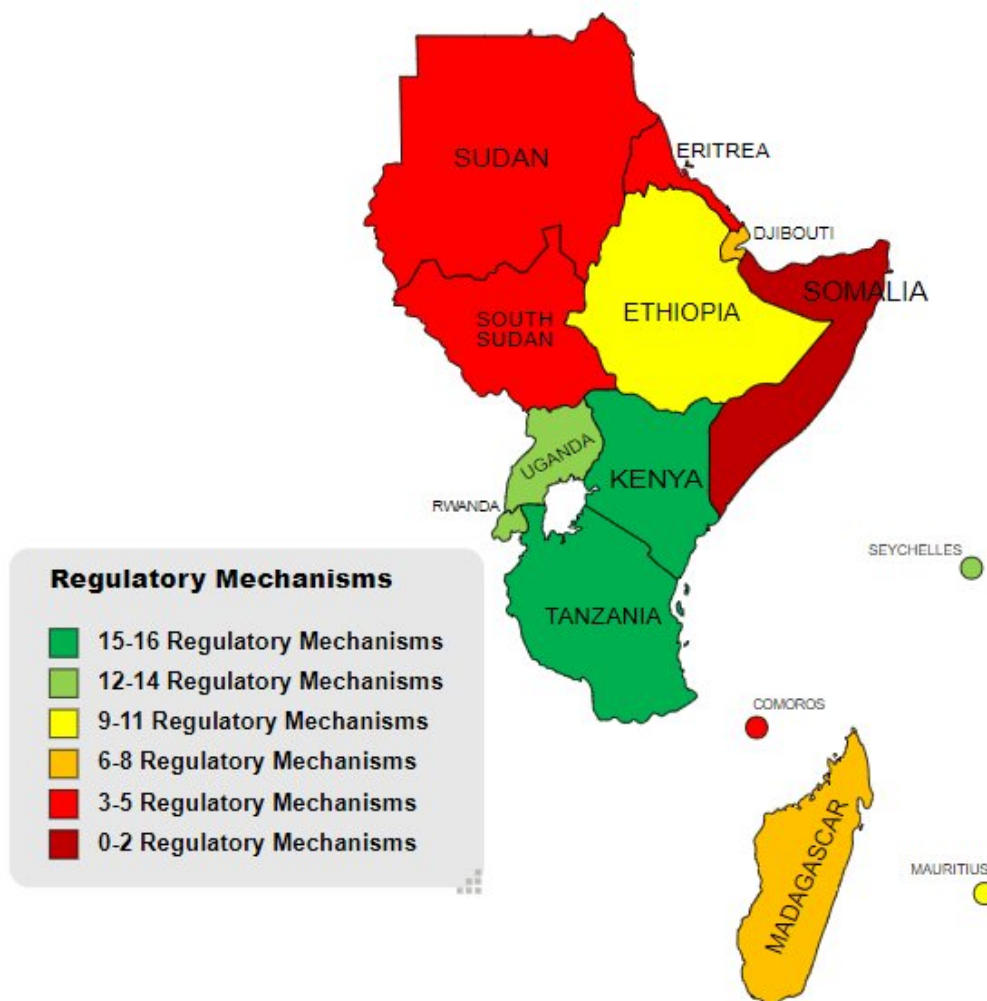 SUDAN
ERITREA
DJIBOUTI
SOMALIA
ETHIOPIA
SOUTH
SUDAN
UGANDA
KENYA
RWANDA
SEYCHELLES
TANZANIA
COMOROS
MADAGASCAR
MAURITIUS
Regulatory Mechanisms
15-16 Regulatory Mechanisms
12-14 Regulatory Mechanisms
9-11 Regulatory Mechanisms
6-8 Regulatory Mechanisms
3-5 Regulatory Mechanisms
0-2 Regulatory Mechanisms